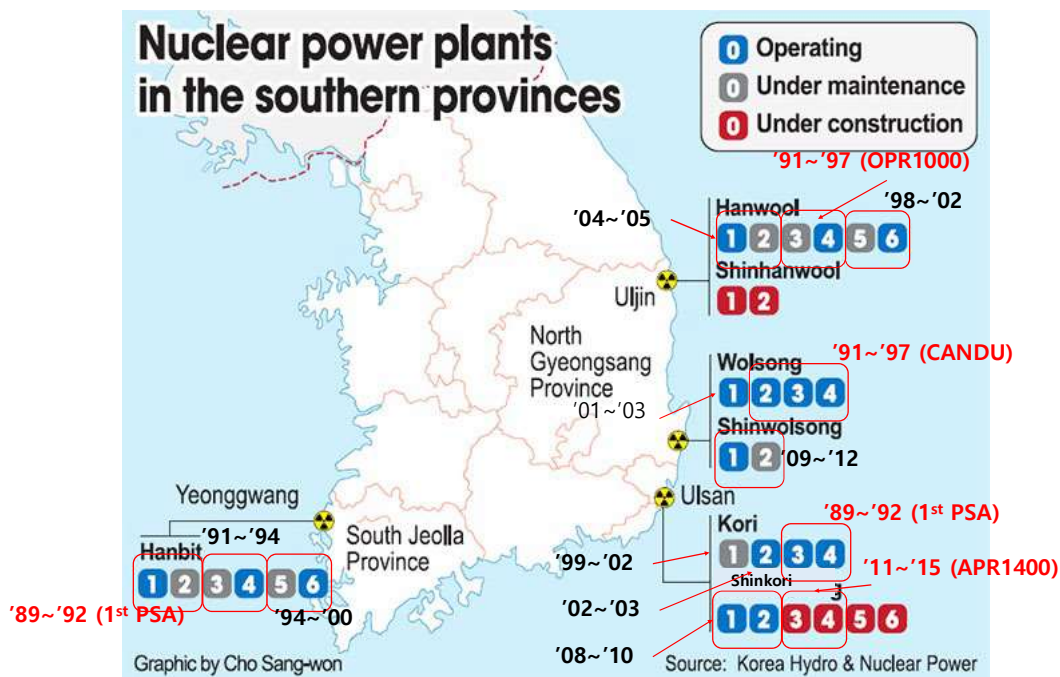 Nuclear power plants
in the southern provinces
0 Operating
0 Under maintenance
0 Under construction
'91~'97 (OPR1000)
Hanwool
'98~'02
'04~'05
1 2 3 4 5 6
Shinhanwool
1 2
Uljin
North
Gyeongsang
Province
'91~'97 (CANDU)
Wolsong
1 2 3 4
'01~'03
Shinwolsong
1 2
'09~'12
Yeonggwang
'91~'94
Hanbit
1 2 3 4 5 6
'89~'92 (1st PSA)
'94~'00
South Jeolla
Province
Ulsan
'89~'92 (1st PSA)
Kori
1 2 3 4
'99~'02
Shinkori
'11~'15 (APR1400)
'02~'03
1 2 3 4 5 6
'08~'10
Graphic by Cho Sang-won
Source: Korea Hydro & Nuclear Power